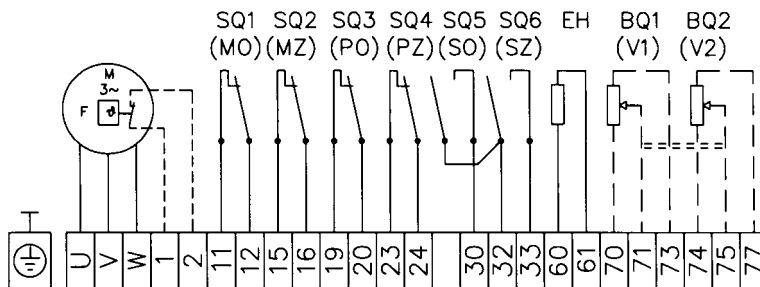 SQ1 SQ2 SQ3 SQ4 SQ5 SQ6 EH BQ1 BQ2
(MO) (MZ) (PO) (PZ) (SO) (SZ) (V1) (V2)
M
3~
F ϑ
U V W 1 2 11 12 15 16 19 20 23 24 30 32 33 60 61 70 71 73 74 75 77